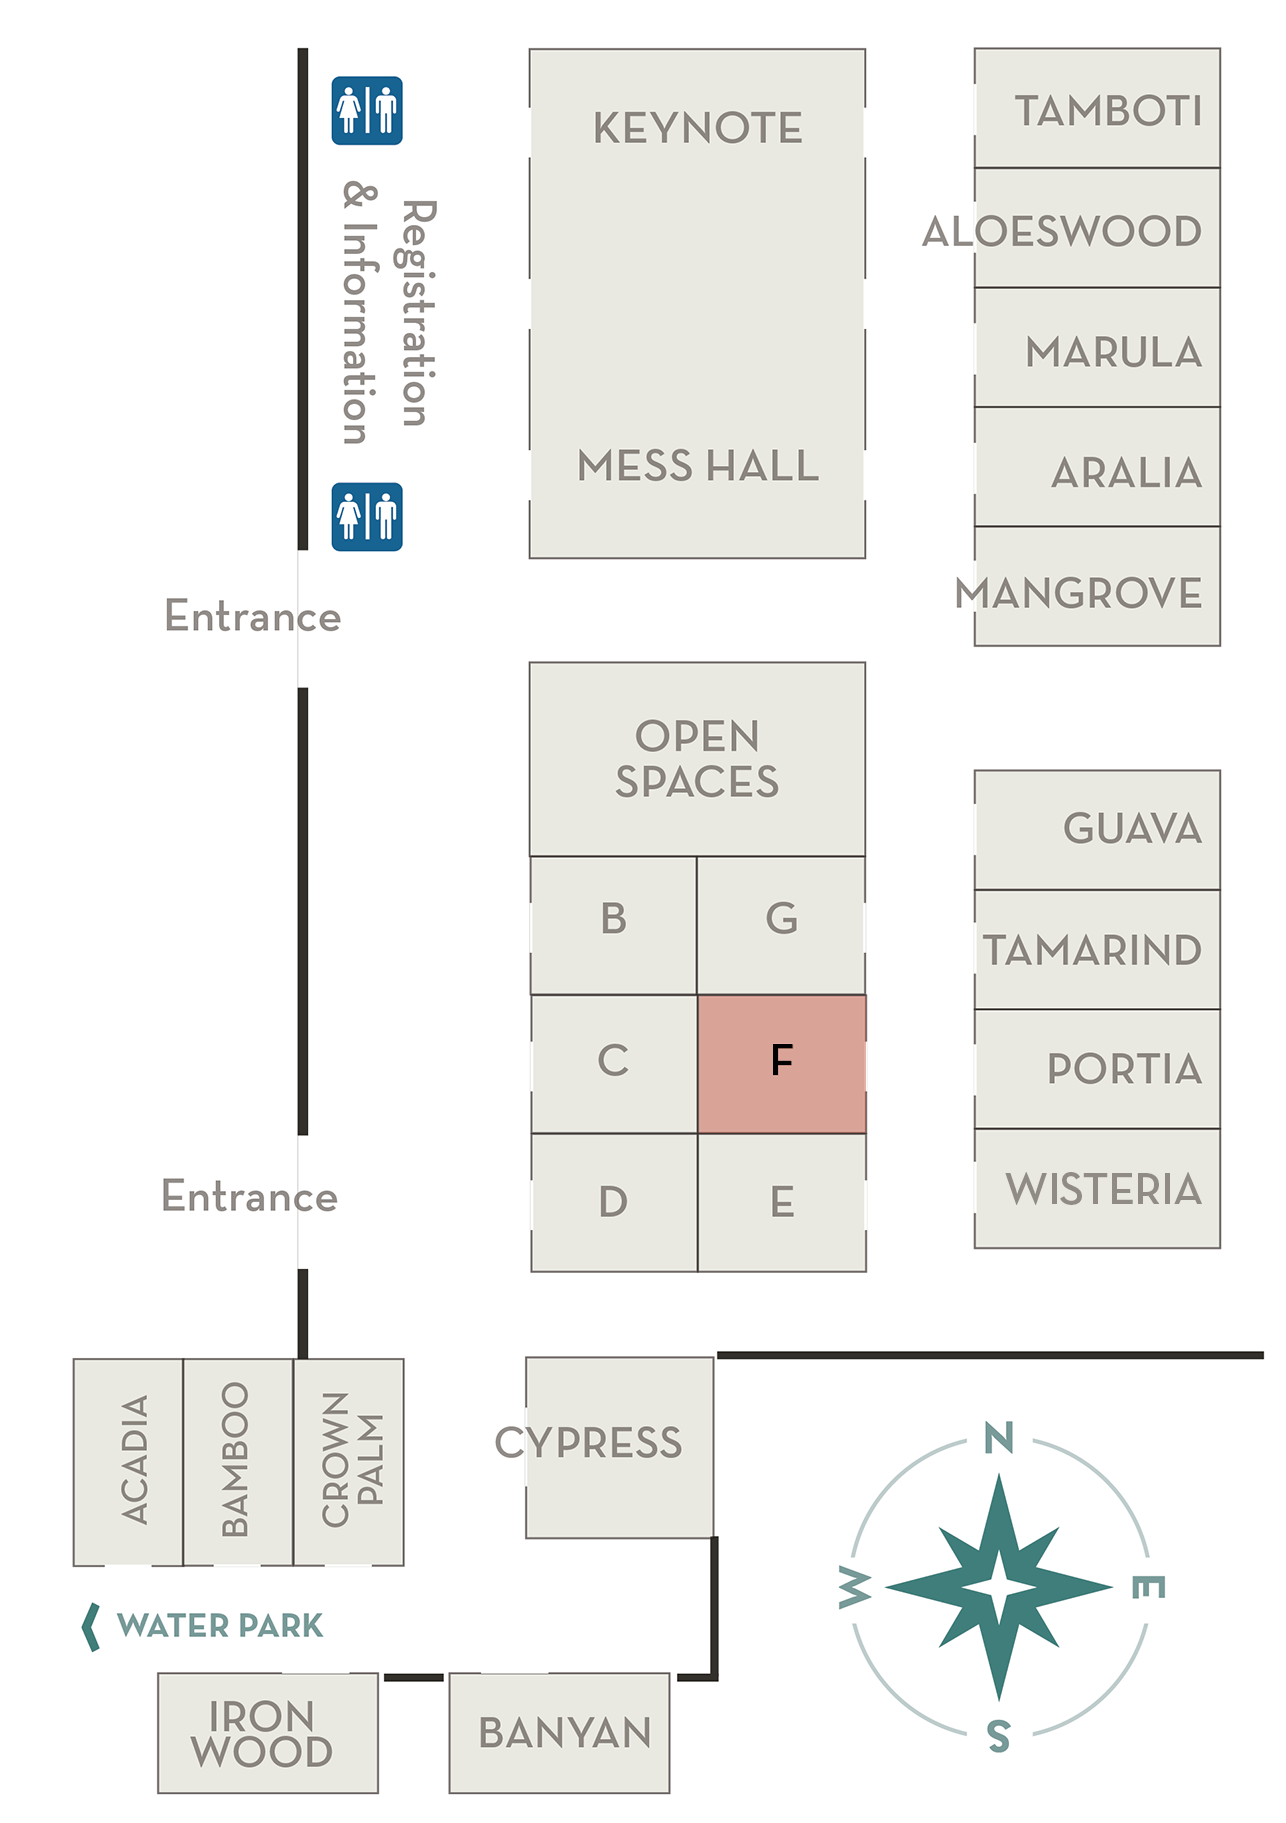 KEYNOTE
MESS HALL
TAMBOTI
ALOESWOOD
MARULA
ARALIA
MANGROVE
Registration
& Information
Entrance
OPEN
SPACES
B
G
C
F
D
E
GUAVA
TAMARIND
PORTIA
WISTERIA
Entrance
ACADIA
BAMBOO
CROWN
PALM
CYPRESS
WATER PARK
IRON
WOOD
BANYAN
N
W
E
S